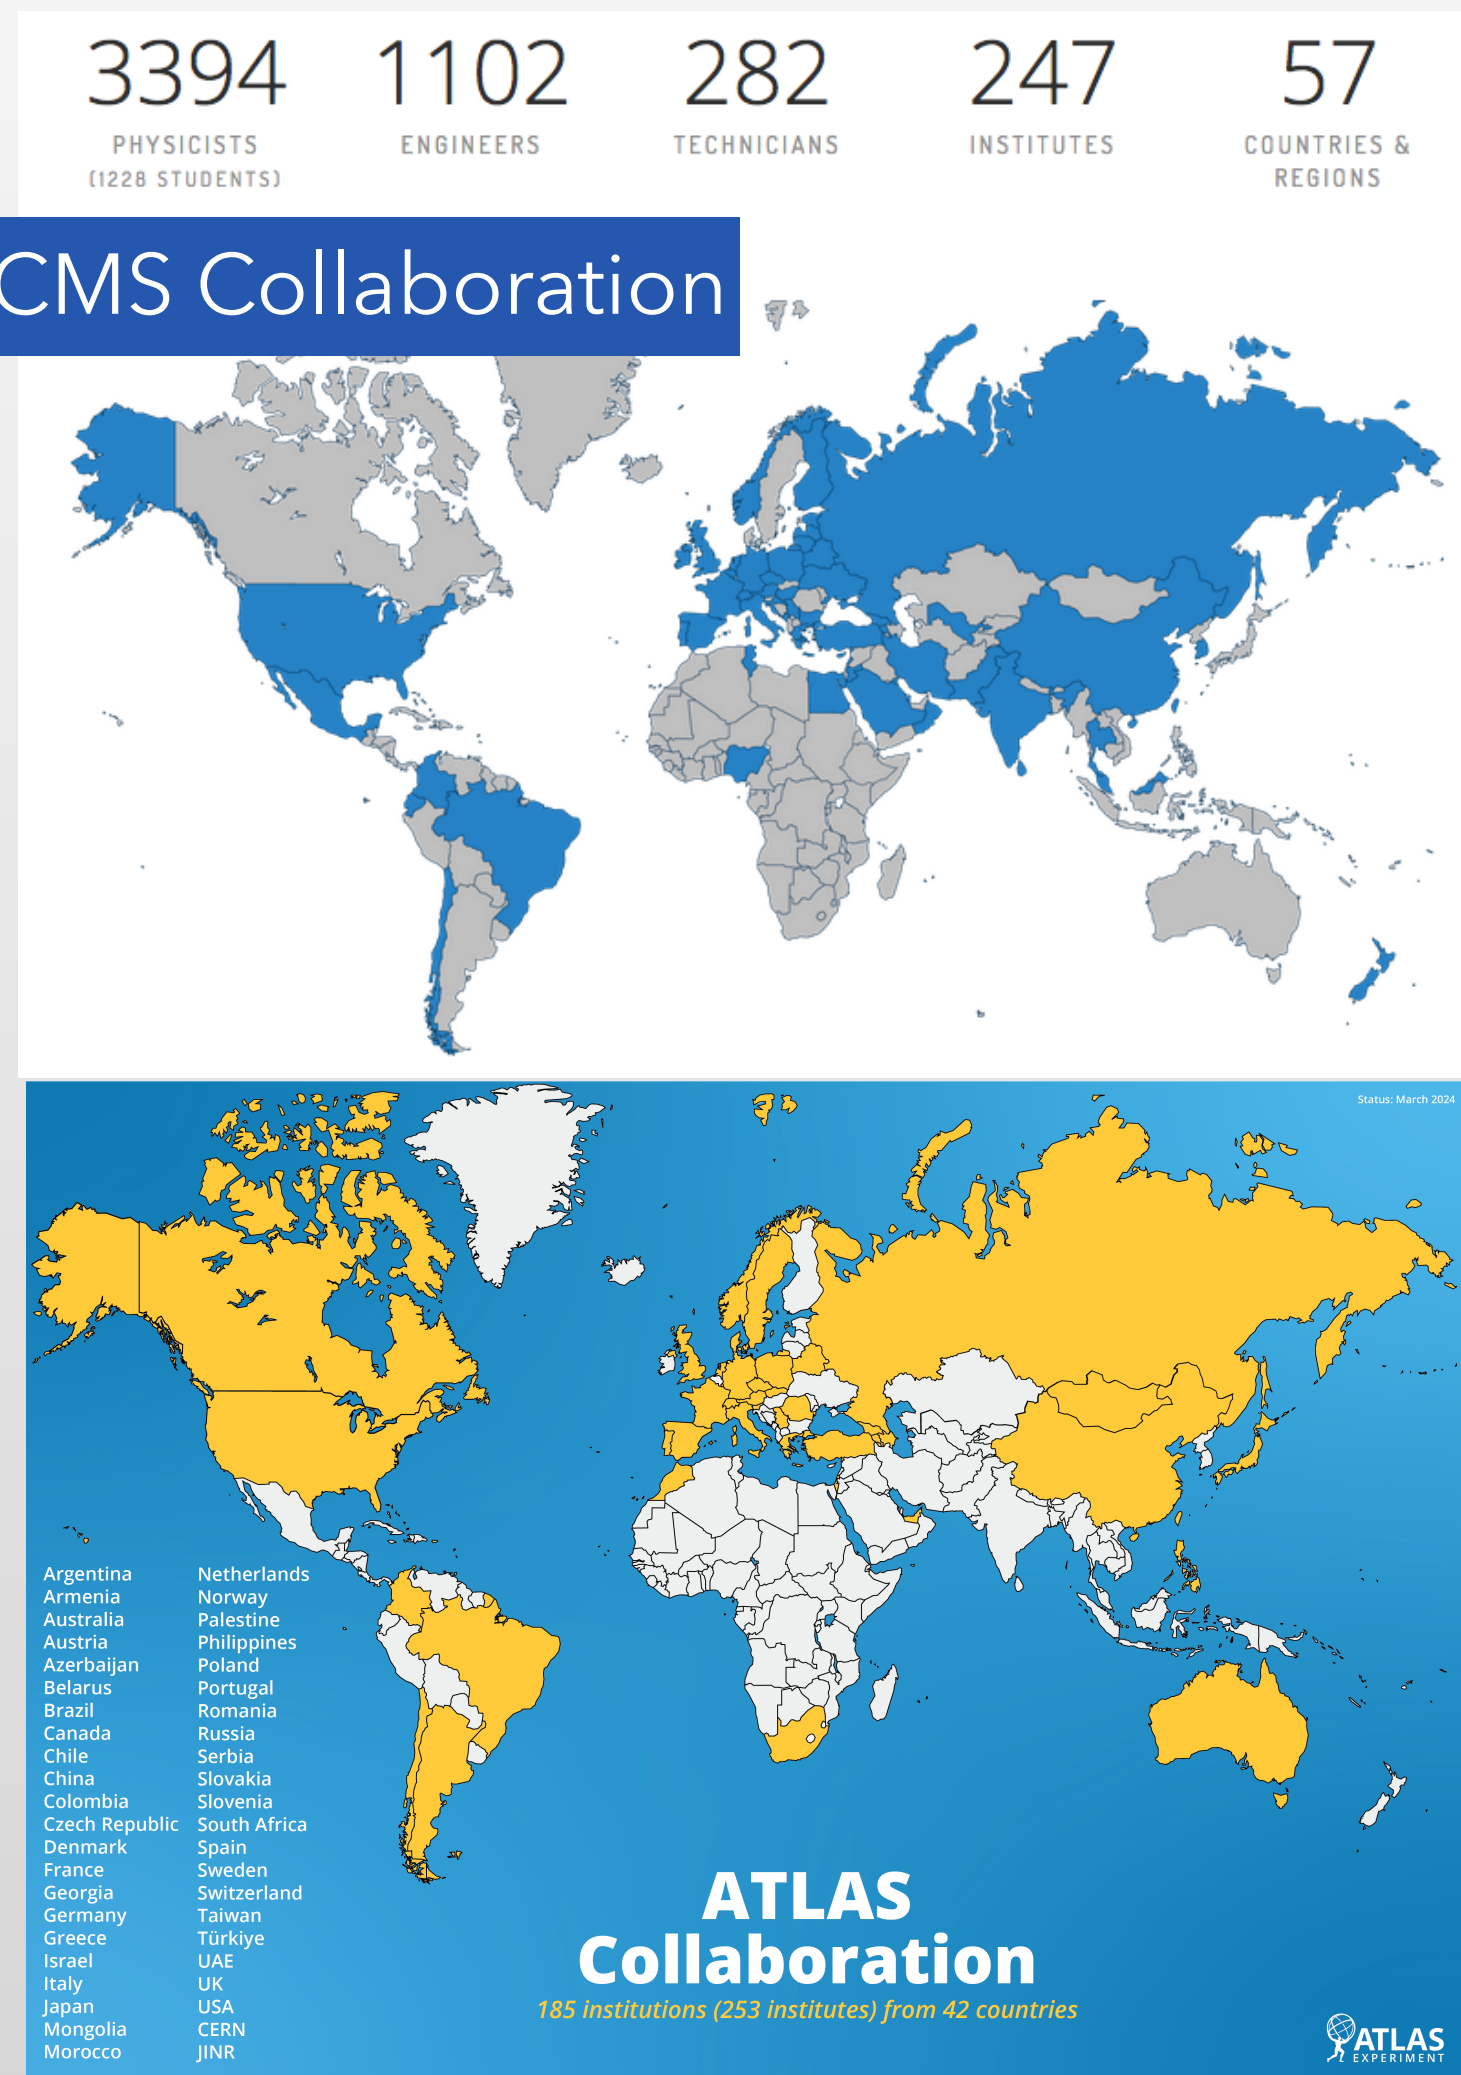 3394 1102 282 247 57
PHYSICISTS ENGINEERS TECHNICIANS INSTITUTES COUNTRIES &
(1228 STUDENTS) REGIONS
CMS Collaboration
Status: March 2024
Argentina
Armenia
Australia
Austria
Azerbaijan
Belarus
Brazil
Canada
Chile
China
Colombia
Czech Republic
Denmark
France
Georgia
Germany
Greece
Israel
Italy
Japan
Mongolia
Morocco
Netherlands
Norway
Palestine
Philippines
Poland
Portugal
Romania
Russia
Serbia
Slovakia
Slovenia
South Africa
Spain
Sweden
Switzerland
Taiwan
Türkiye
UAE
UK
USA
CERN
JINR
ATLAS
Collaboration
185 institutions (253 institutes) from 42 countries
ATLAS
EXPERIMENT